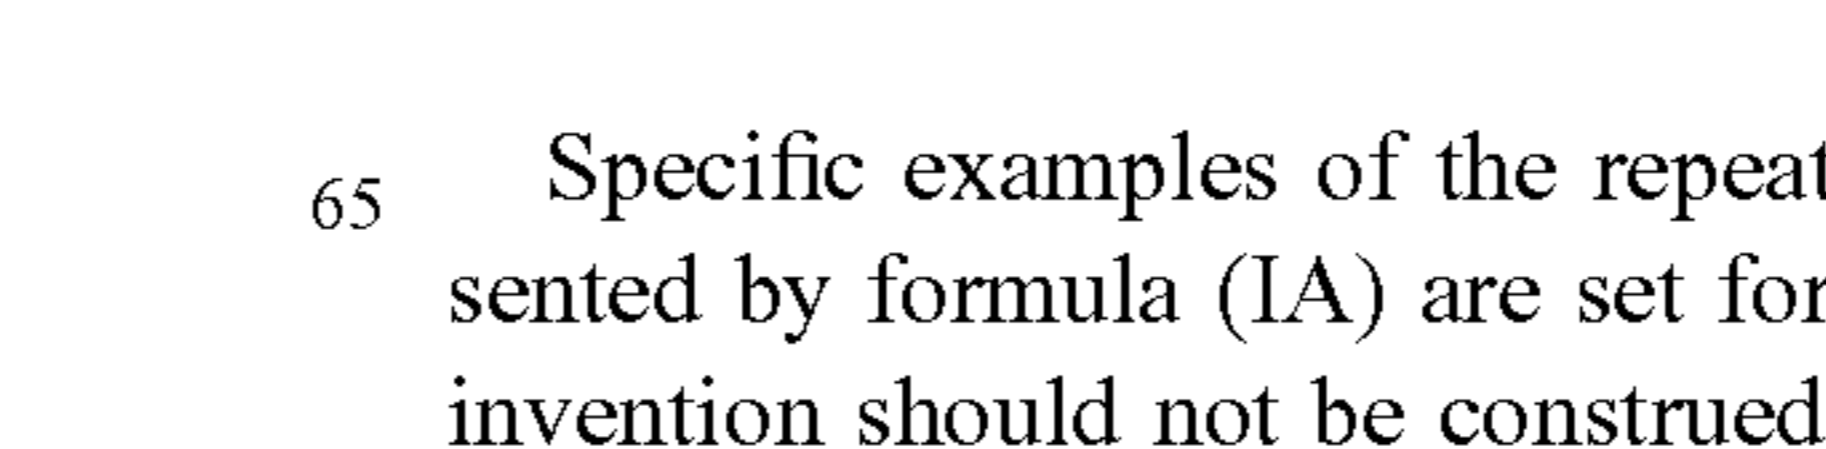 65 Specific examples of the repeat
sented by formula (IA) are set for
invention should not be construed